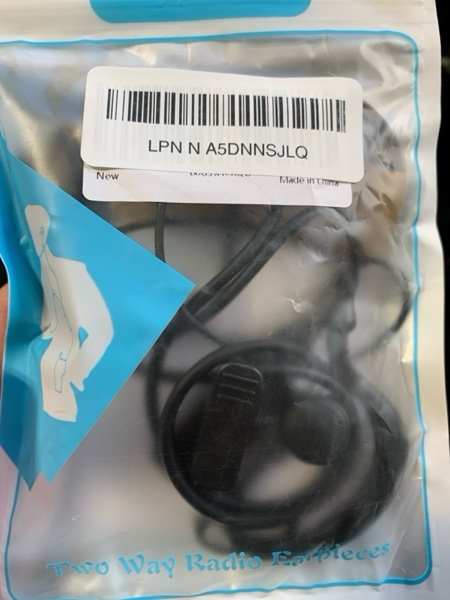 LPN N A5DNNSJLQ
New Made in China
Two Way Radio Earpieces